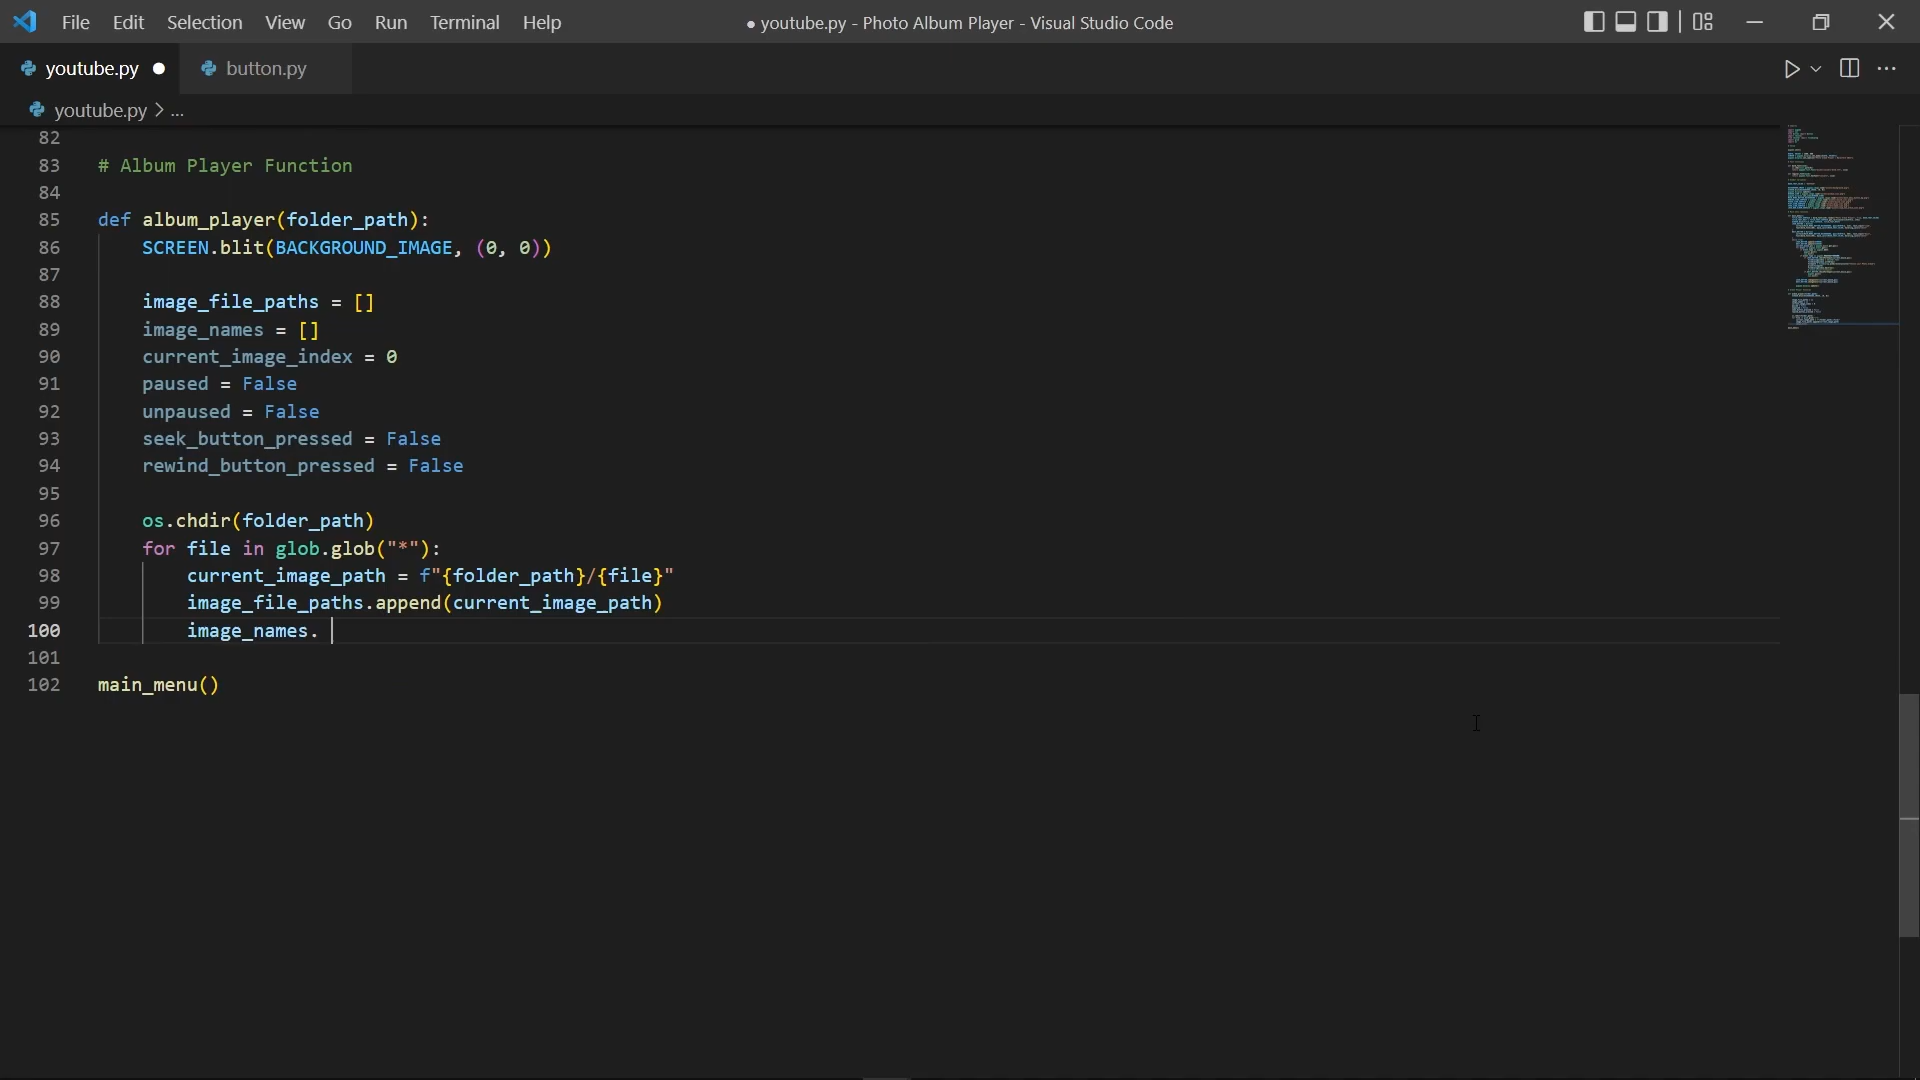 File Edit Selection View Go Run Terminal Help
● youtube.py - Photo Album Player - Visual Studio Code
youtube.py ●
button.py
youtube.py > ...
82
83 # Album Player Function
84
85 def album_player(folder_path):
86     SCREEN.blit(BACKGROUND_IMAGE, (0, 0))
87
88     image_file_paths = []
89     image_names = []
90     current_image_index = 0
91     paused = False
92     unpaused = False
93     seek_button_pressed = False
94     rewind_button_pressed = False
95
96     os.chdir(folder_path)
97     for file in glob.glob("*"):
98         current_image_path = f"{folder_path}/{file}"
99         image_file_paths.append(current_image_path)
100         image_names.
101
102 main_menu()